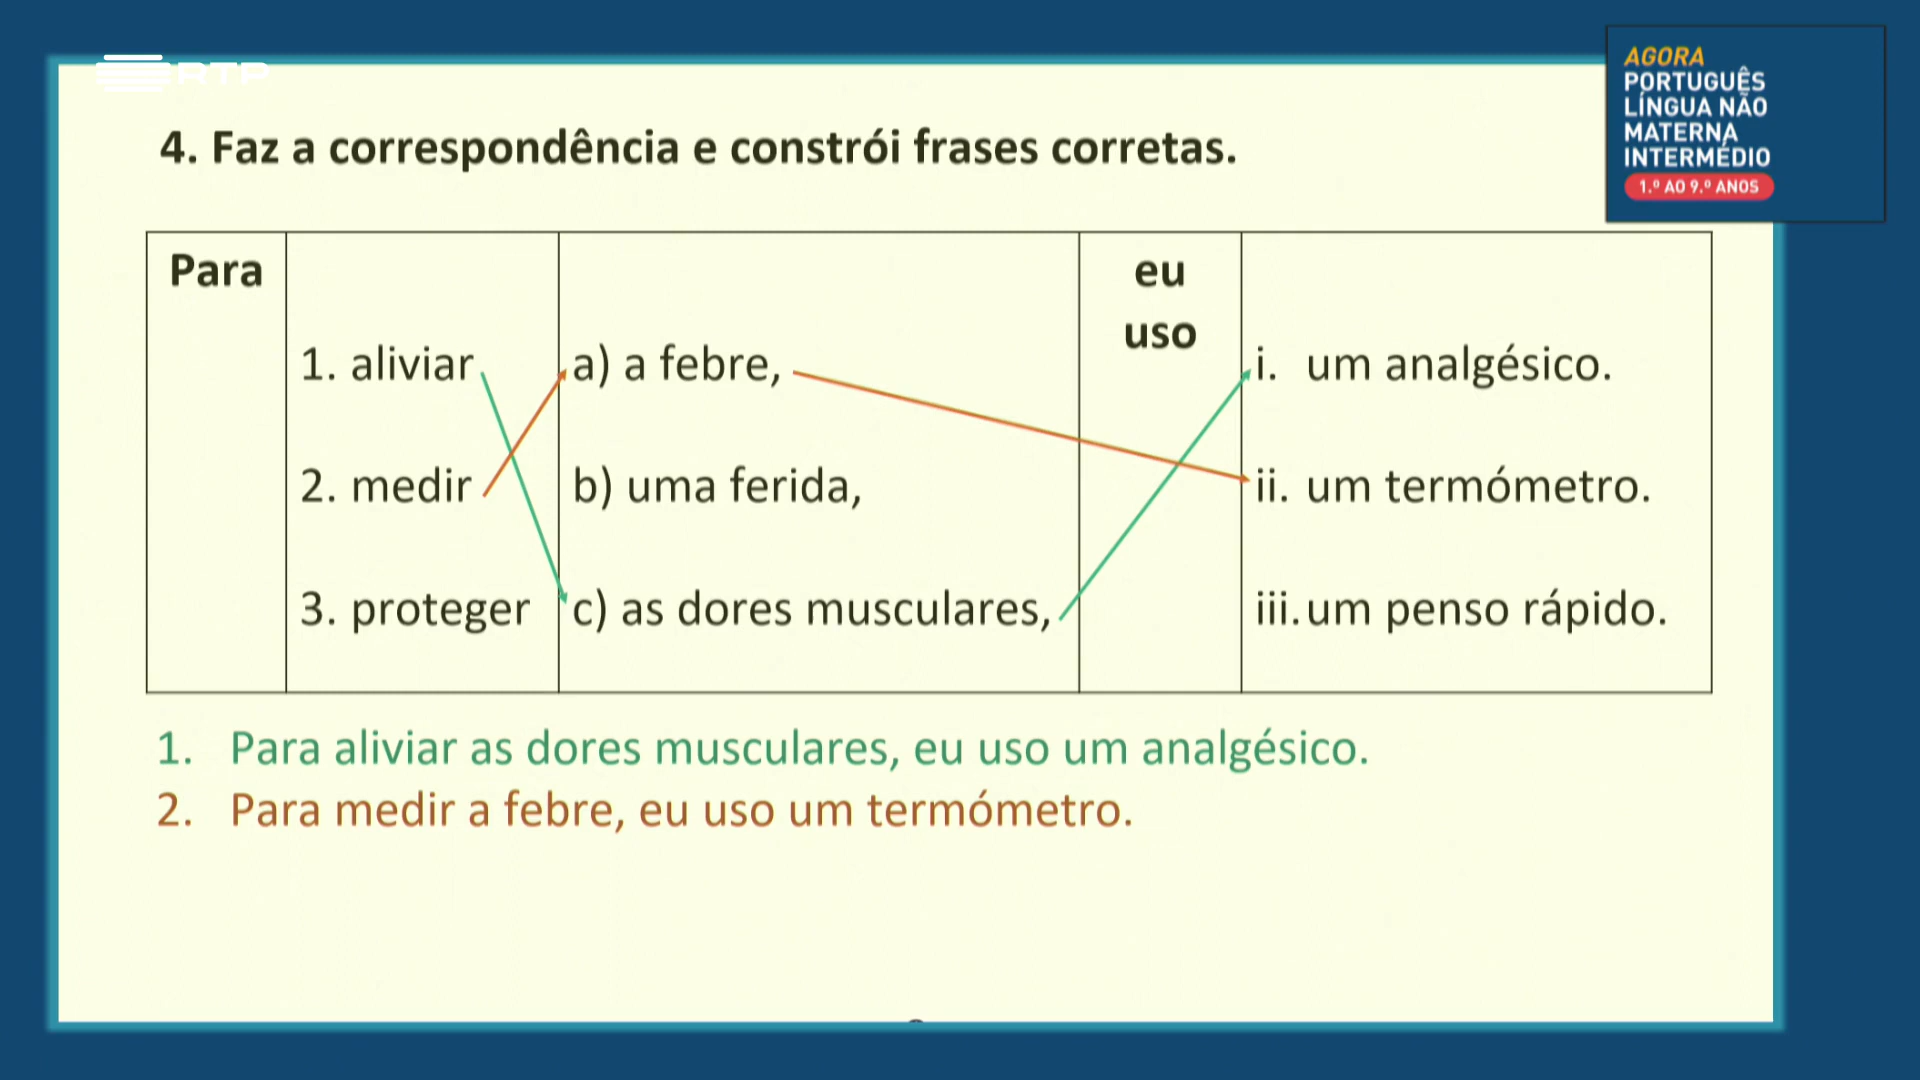 RTP
AGORA
PORTUGUÊS
LÍNGUA NÃO
MATERNA
INTERMÉDIO
1.º AO 9.º ANOS
4. Faz a correspondência e constrói frases corretas.
Para
eu
uso
1. aliviar a) a febre, i. um analgésico.
2. medir b) uma ferida, ii. um termómetro.
3. proteger c) as dores musculares, iii. um penso rápido.
1. Para aliviar as dores musculares, eu uso um analgésico.
2. Para medir a febre, eu uso um termómetro.